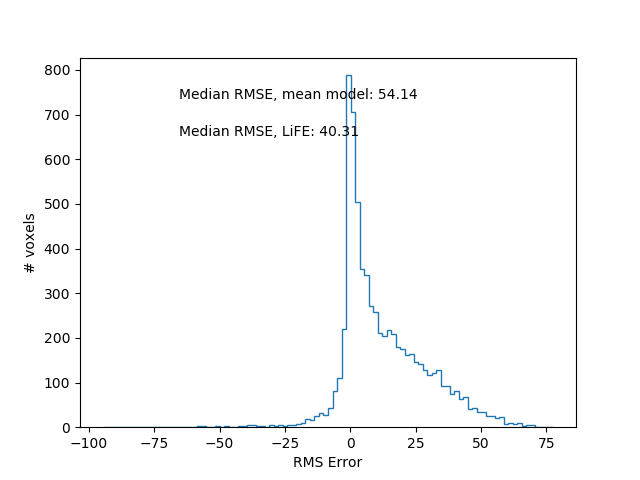 800
Median RMSE, mean model: 54.14
700
Median RMSE, LiFE: 40.31
600
500
# voxels
400
300
200
100
0
−100 −75 −50 −25 0 25 50 75
RMS Error